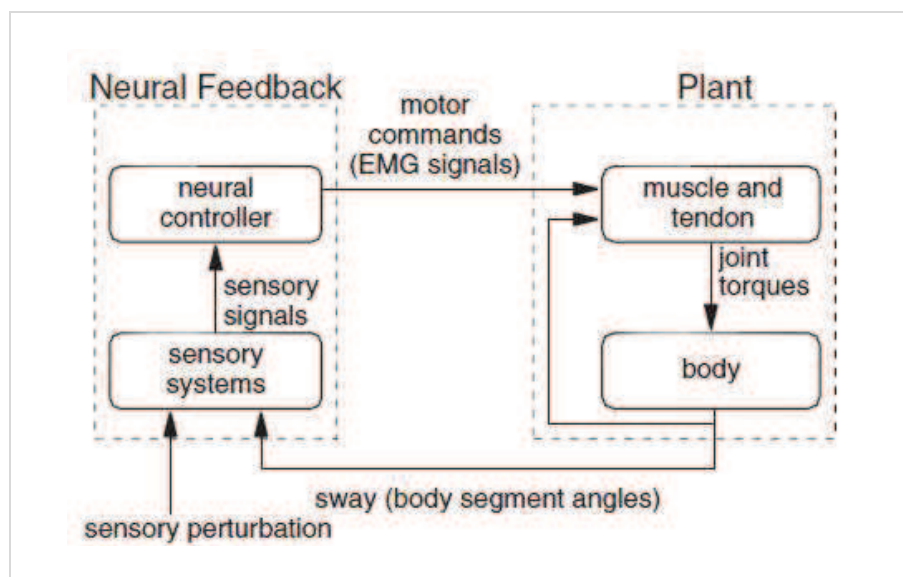 Neural Feedback
Plant
motor
commands
(EMG signals)
neural
controller
muscle and
tendon
sensory
signals
joint
torques
sensory
systems
body
sway (body segment angles)
sensory perturbation